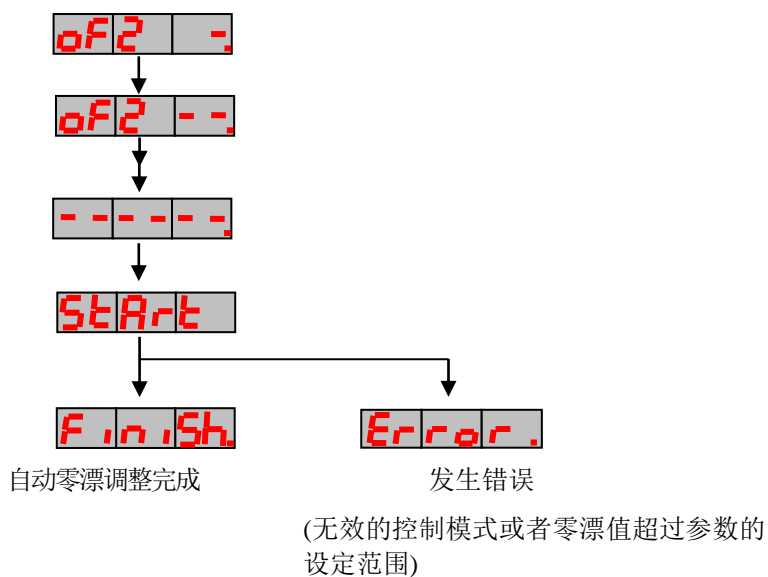 oF2 -.
oF2 --.
------.
StArt
FiniSh.
Error.
自动零漂调整完成
发生错误
(无效的控制模式或者零漂值超过参数的
设定范围)